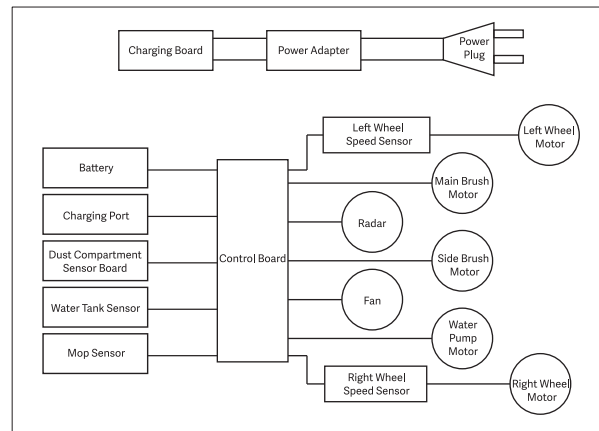 Charging Board
Power Adapter
Power
Plug
Left Wheel
Speed Sensor
Left Wheel
Motor
Battery
Main Brush
Motor
Charging Port
Radar
Dust Compartment
Sensor Board
Control Board
Side Brush
Motor
Water Tank Sensor
Fan
Water
Pump
Motor
Mop Sensor
Right Wheel
Speed Sensor
Right Wheel
Motor